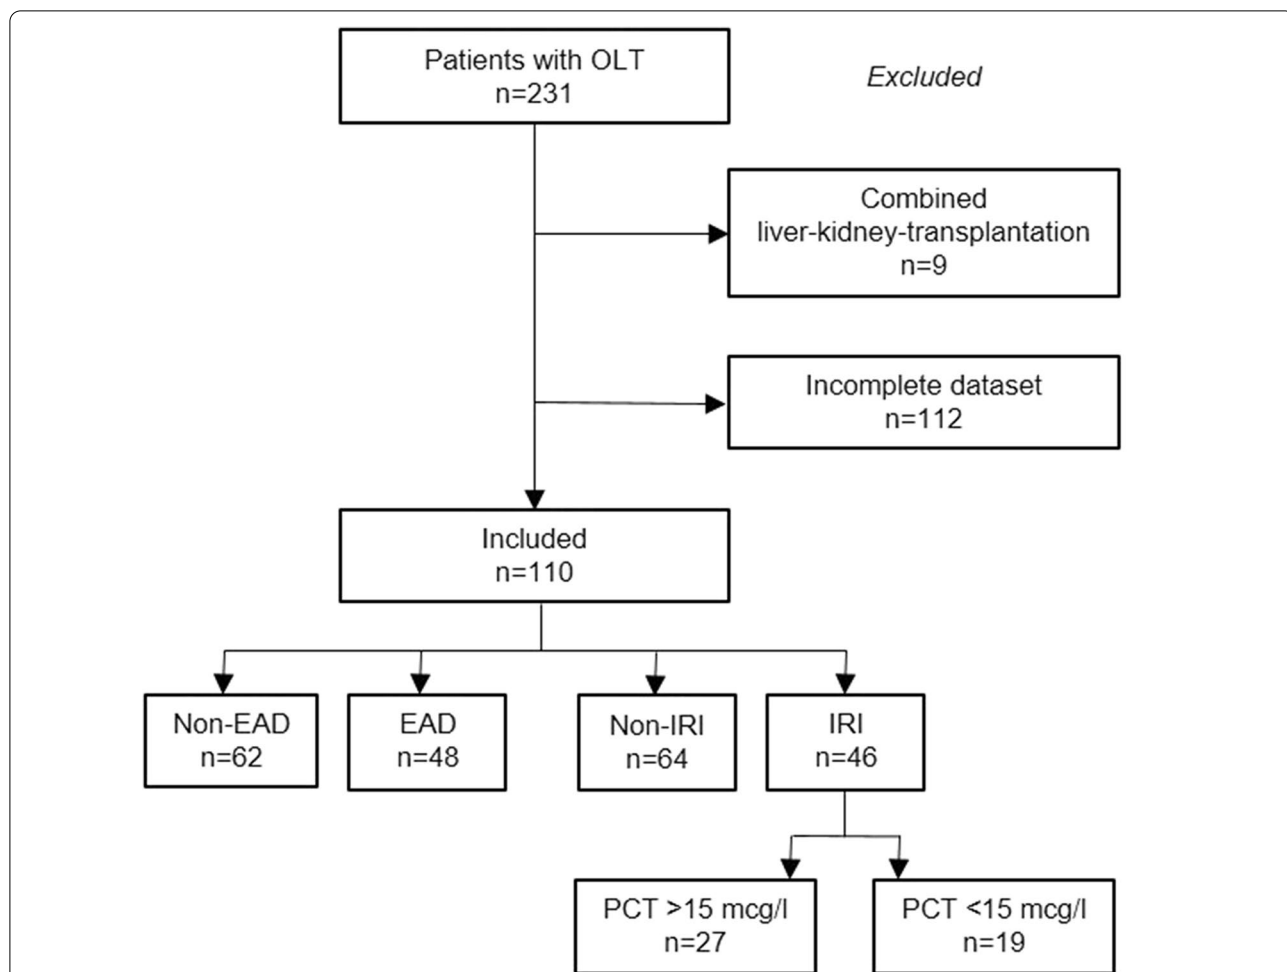 Patients with OLT
n=231
Excluded
Combined
liver-kidney-transplantation
n=9
Incomplete dataset
n=112
Included
n=110
Non-EAD
n=62
EAD
n=48
Non-IRI
n=64
IRI
n=46
PCT >15 mcg/l
n=27
PCT <15 mcg/l
n=19